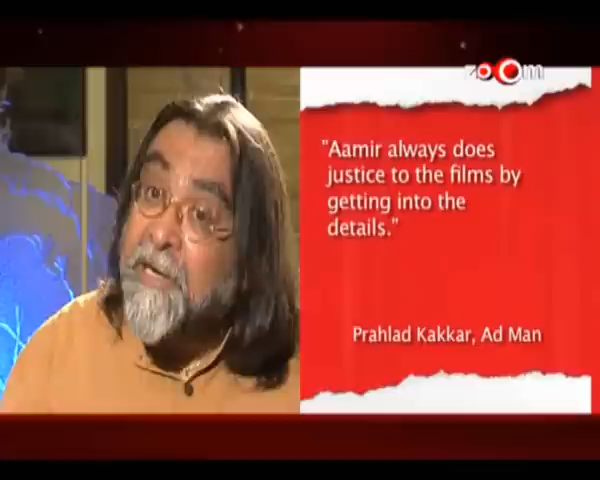 zoom
"Aamir always does
justice to the films by
getting into the
details."
Prahlad Kakkar, Ad Man